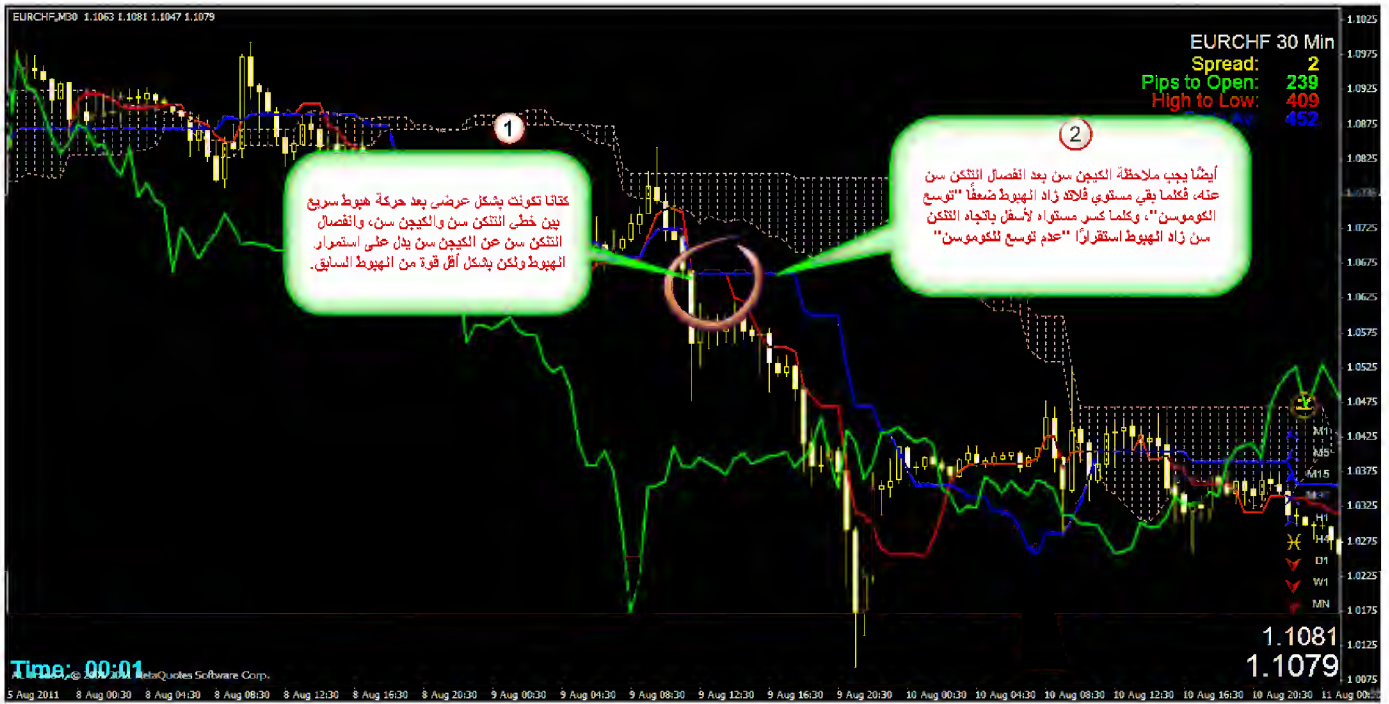 EURCHF,M30 1.1063 1.1081 1.1047 1.1079
EURCHF 30 Min
Spread: 2
Pips to Open: 239
High to Low: 409
452
1
كتانا تكونت بشكل عرضي بعد حركة هبوط سريع
بين خطي التنكن سن والكيجن سن، وانفصال
التنكن سن عن الكيجن سن يدل على استمرار
الهبوط ولكن بشكل أقل قوة من الهبوط السابق.
2
أيضًا يجب ملاحظة الكيجن سن بعد انفصال التنكن سن
عنه، فكلما بقي مستوي فلاتد زاد الهبوط ضعفًا "توسع
الكوموسن"، وكلما كسر مستواه لأسفل باتجاه التنكن
سن زاد الهبوط استقرارًا "عدم توسع للكوموسن"
1.1025
1.0975
1.0925
1.0875
1.0825
1.0725
1.0675
1.0625
1.0575
1.0525
1.0475
1.0425
1.0375
1.0325
1.0275
1.0225
1.0175
1.0125
1.0075
M1
M5
M15
H1
H4
D1
W1
MN
1.1081
1.1079
Time: 00:01
MetaQuotes Software Corp.
5 Aug 2011 8 Aug 00:30 8 Aug 04:30 8 Aug 08:30 8 Aug 12:30 8 Aug 16:30 8 Aug 20:30 9 Aug 00:30 9 Aug 04:30 9 Aug 08:30 9 Aug 12:30 9 Aug 16:30 9 Aug 20:30 10 Aug 00:30 10 Aug 04:30 10 Aug 08:30 10 Aug 12:30 10 Aug 16:30 10 Aug 20:30 11 Aug